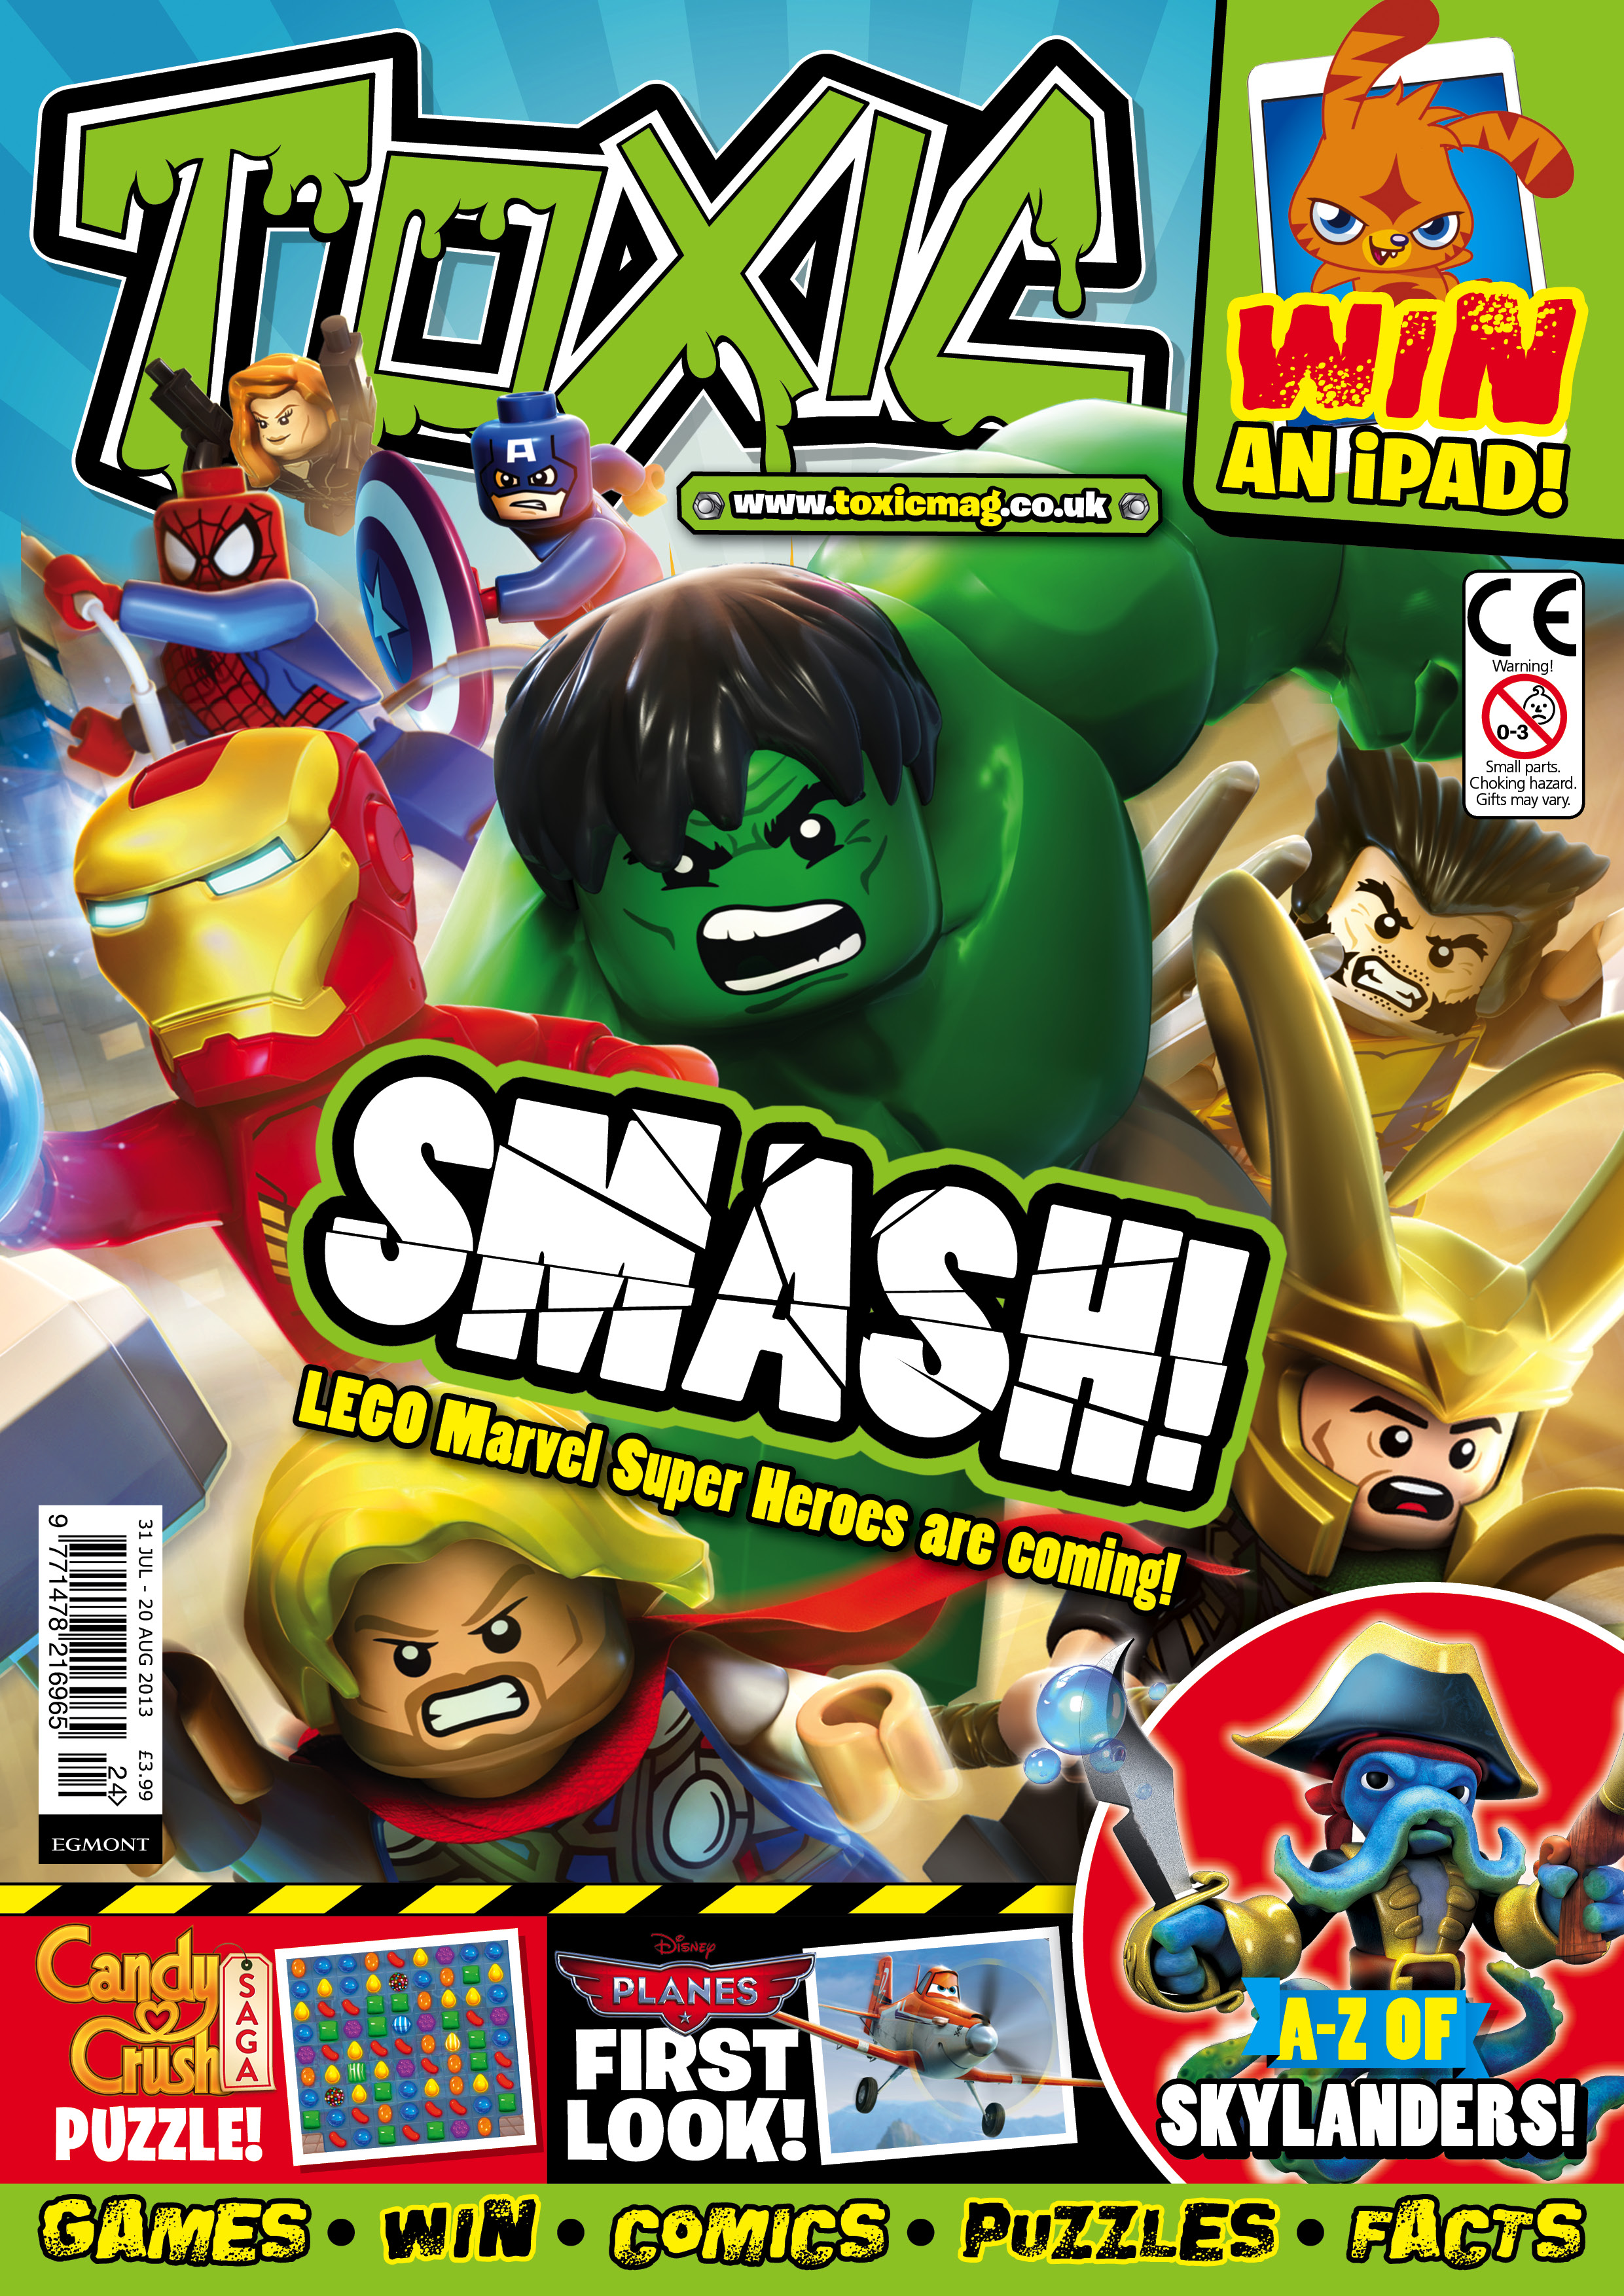 TOXIC
www.toxicmag.co.uk
WIN
AN iPAD!
A
CE
Warning!
0-3
Small parts.
Choking hazard.
Gifts may vary.
SMASH!
LEGO Marvel Super Heroes are coming!
31 JUL - 20 AUG 2013 £3.99
9 771478 216965
24>
EGMONT
Candy
Crush
SAGA
PUZZLE!
Disney
PLANES
FIRST
LOOK!
A-Z OF
SKYLANDERS!
GAMES • WIN • COMICS • PUZZLES • FACTS